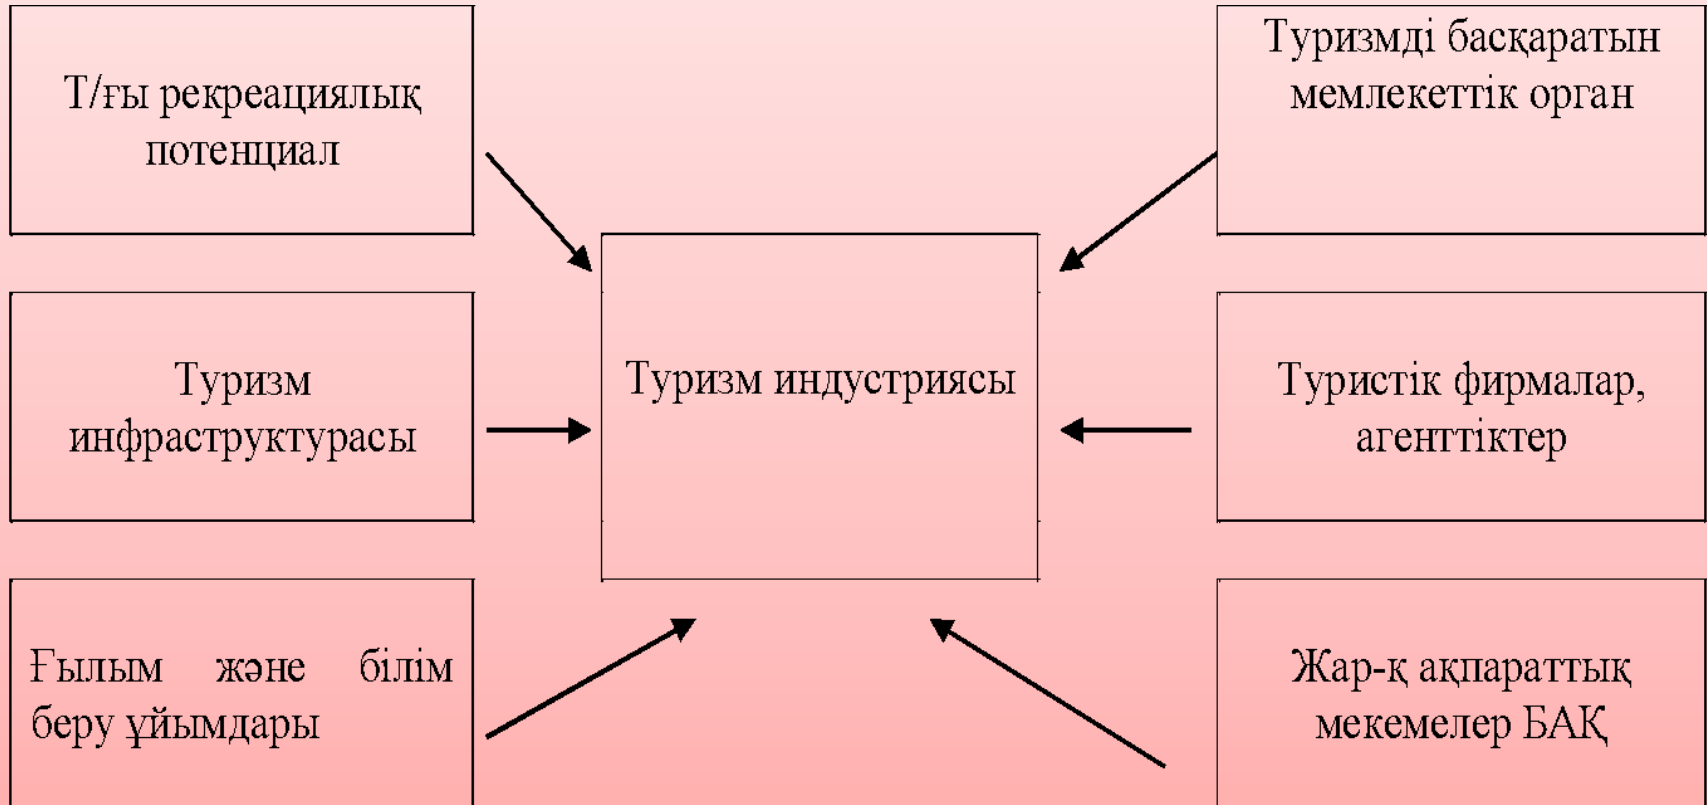 Т/ғы рекреациялық
потенциал
Туризмді басқаратын
мемлекеттік орган
Туризм
инфраструктурасы
Туризм индустриясы
Туристік фирмалар,
агенттіктер
Ғылым және білім
беру ұйымдары
Жар-қ ақпараттық
мекемелер БАҚ